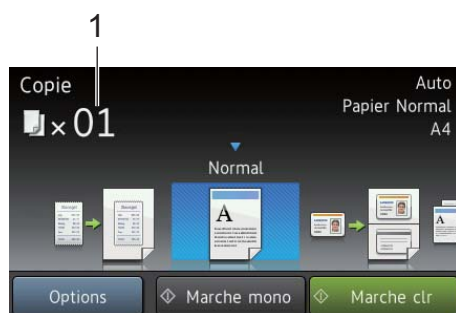 1
Copie
Auto
Papier Normal
A4
×01
Normal
A
A
Options
Marche mono
Marche clr